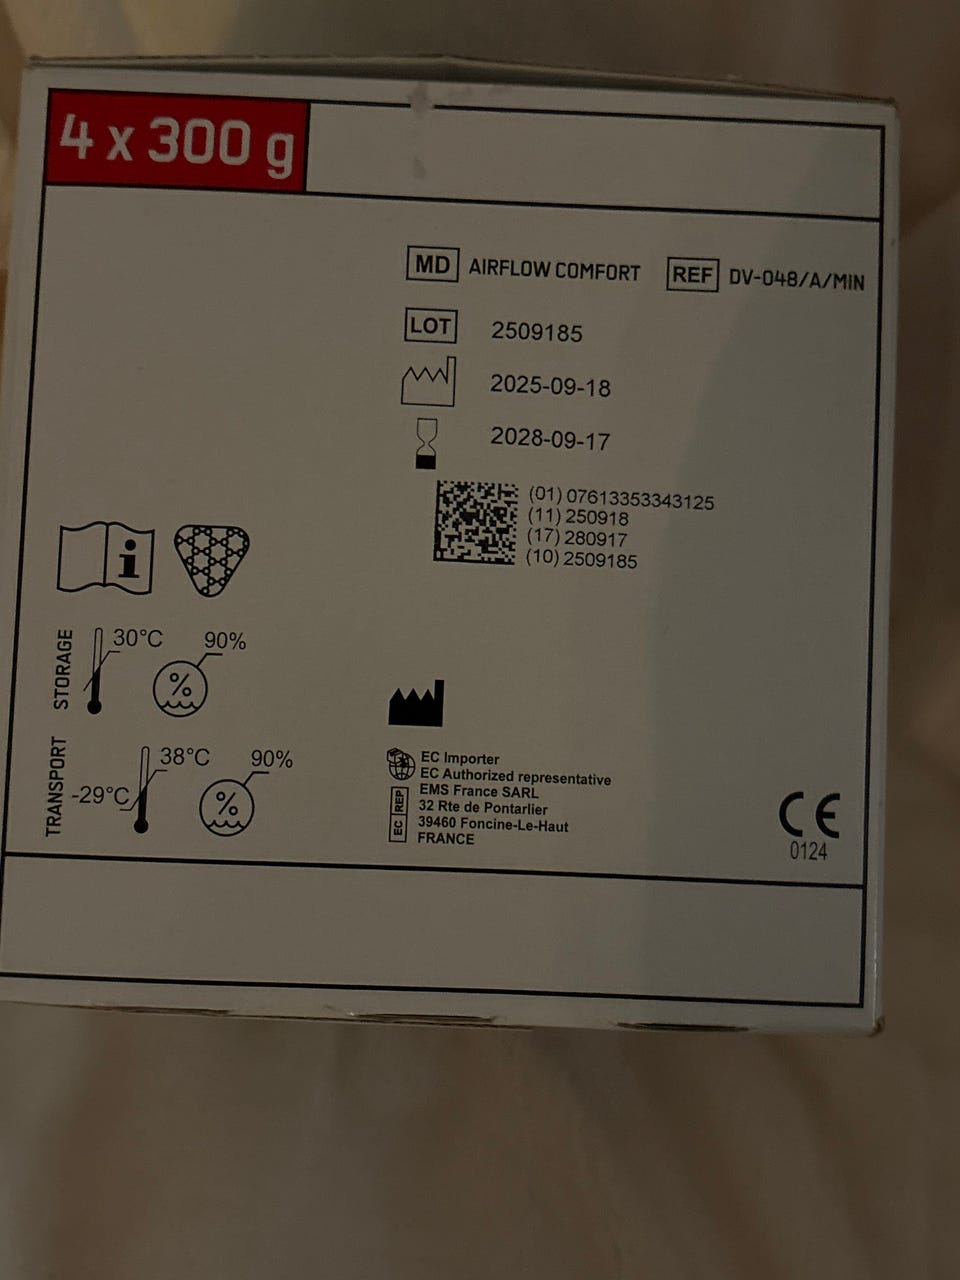 4 x 300 g
MD AIRFLOW COMFORT REF DV-048/A/MIN
LOT 2509185
2025-09-18
2028-09-17
(01) 07613353343125
(11) 250918
(17) 280917
(10) 2509185
i
STORAGE 30°C % 90%
TRANSPORT -29°C 38°C % 90%
EC Importer
EC Authorized representative
EC REP EMS France SARL
32 Rte de Pontarlier
39460 Foncine-Le-Haut
FRANCE
CE
0124